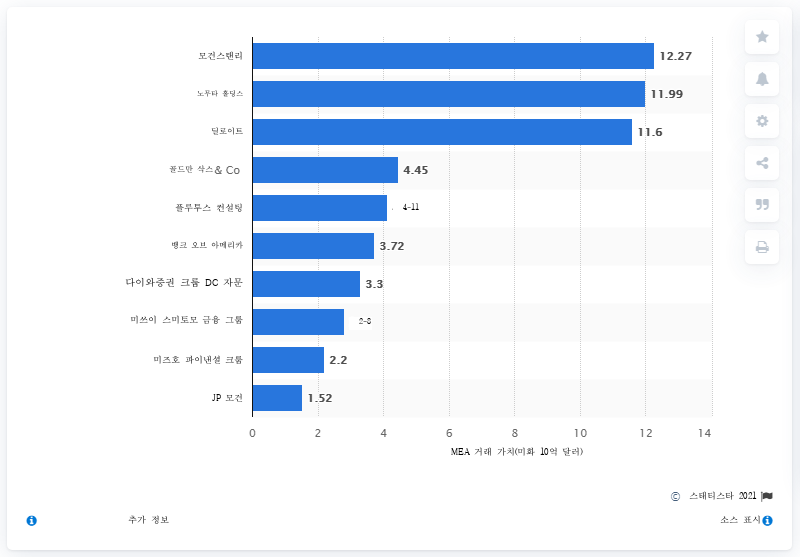 모건스탠리 12.27
노무라 홀딩스 11.99
딜로이트 11.6
골드만 삭스& Co 4.45
플루투스 컨설팅 4-11
뱅크 오브 아메리카 3.72
다이와증권 그룹 DC 자문 3.3
미쓰이 스미토모 금융 그룹 2-8
미즈호 파이낸셜 그룹 2.2
JP 모건 1.52
0 2 4 6 8 10 12 14
MEA 거래 가치(미화 10억 달러)
© 스태티스타 2021
추가 정보 소스 표시